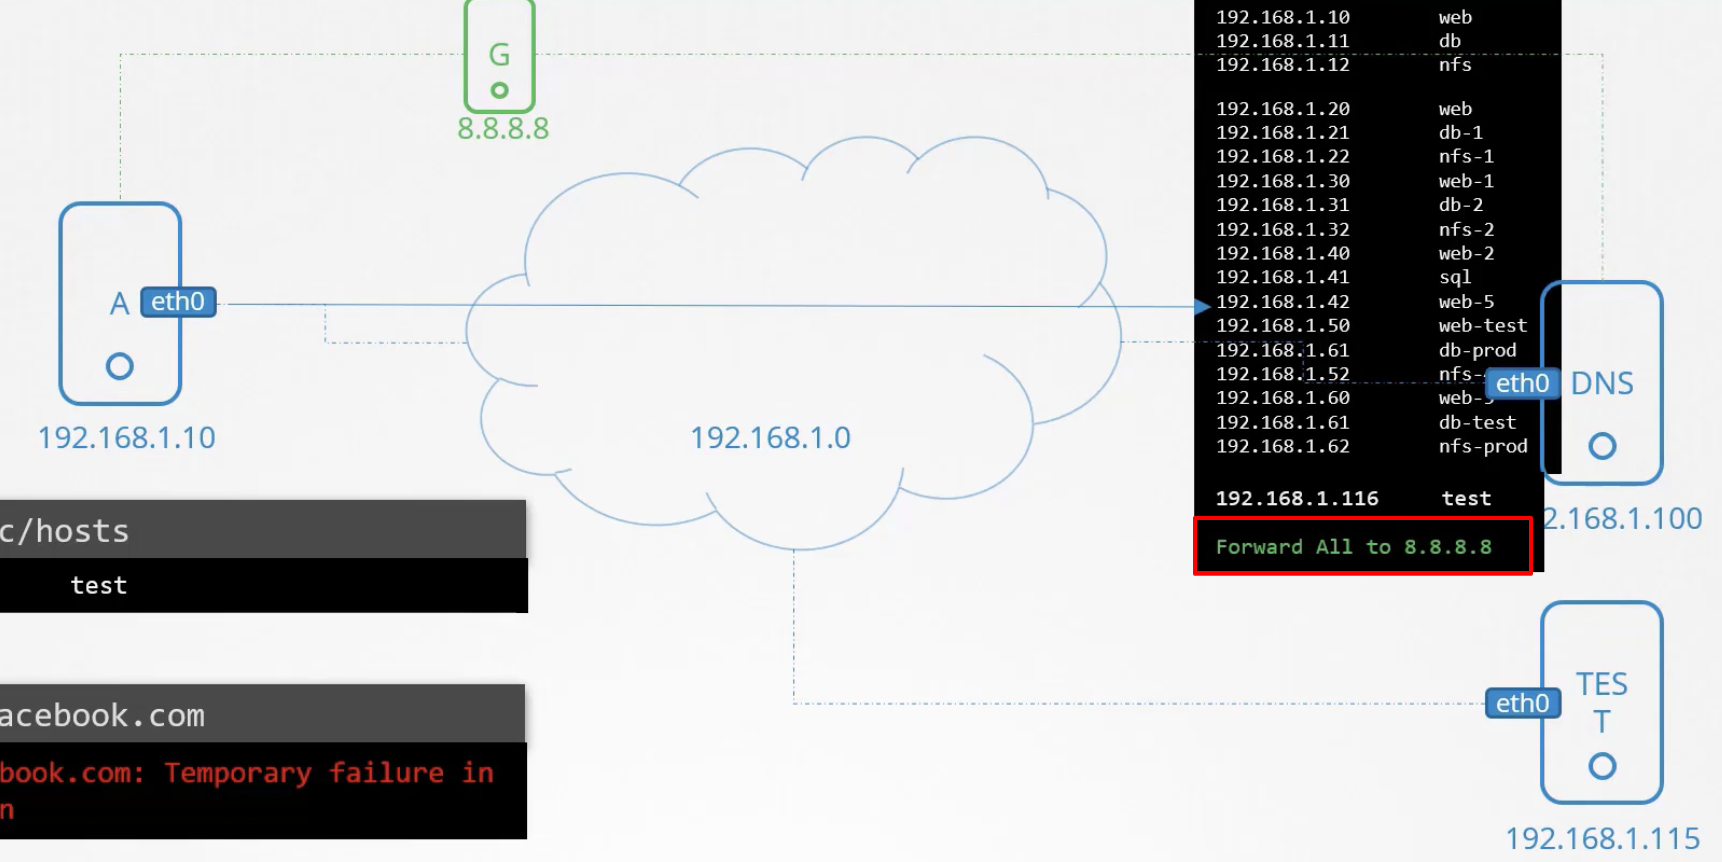 192.168.1.10 web
192.168.1.11 db
192.168.1.12 nfs
192.168.1.20 web
192.168.1.21 db-1
192.168.1.22 nfs-1
192.168.1.30 web-1
192.168.1.31 db-2
192.168.1.32 nfs-2
192.168.1.40 web-2
192.168.1.41 sql
192.168.1.42 web-5
192.168.1.50 web-test
192.168.1.61 db-prod
192.168.1.52 nfs-
192.168.1.60 web-
192.168.1.61 db-test
192.168.1.62 nfs-prod
192.168.1.116 test
Forward All to 8.8.8.8
G
8.8.8.8
A
eth0
192.168.1.10
192.168.1.0
eth0
DNS
2.168.1.100
c/hosts
test
acebook.com
book.com: Temporary failure in
n
eth0
TES
T
192.168.1.115